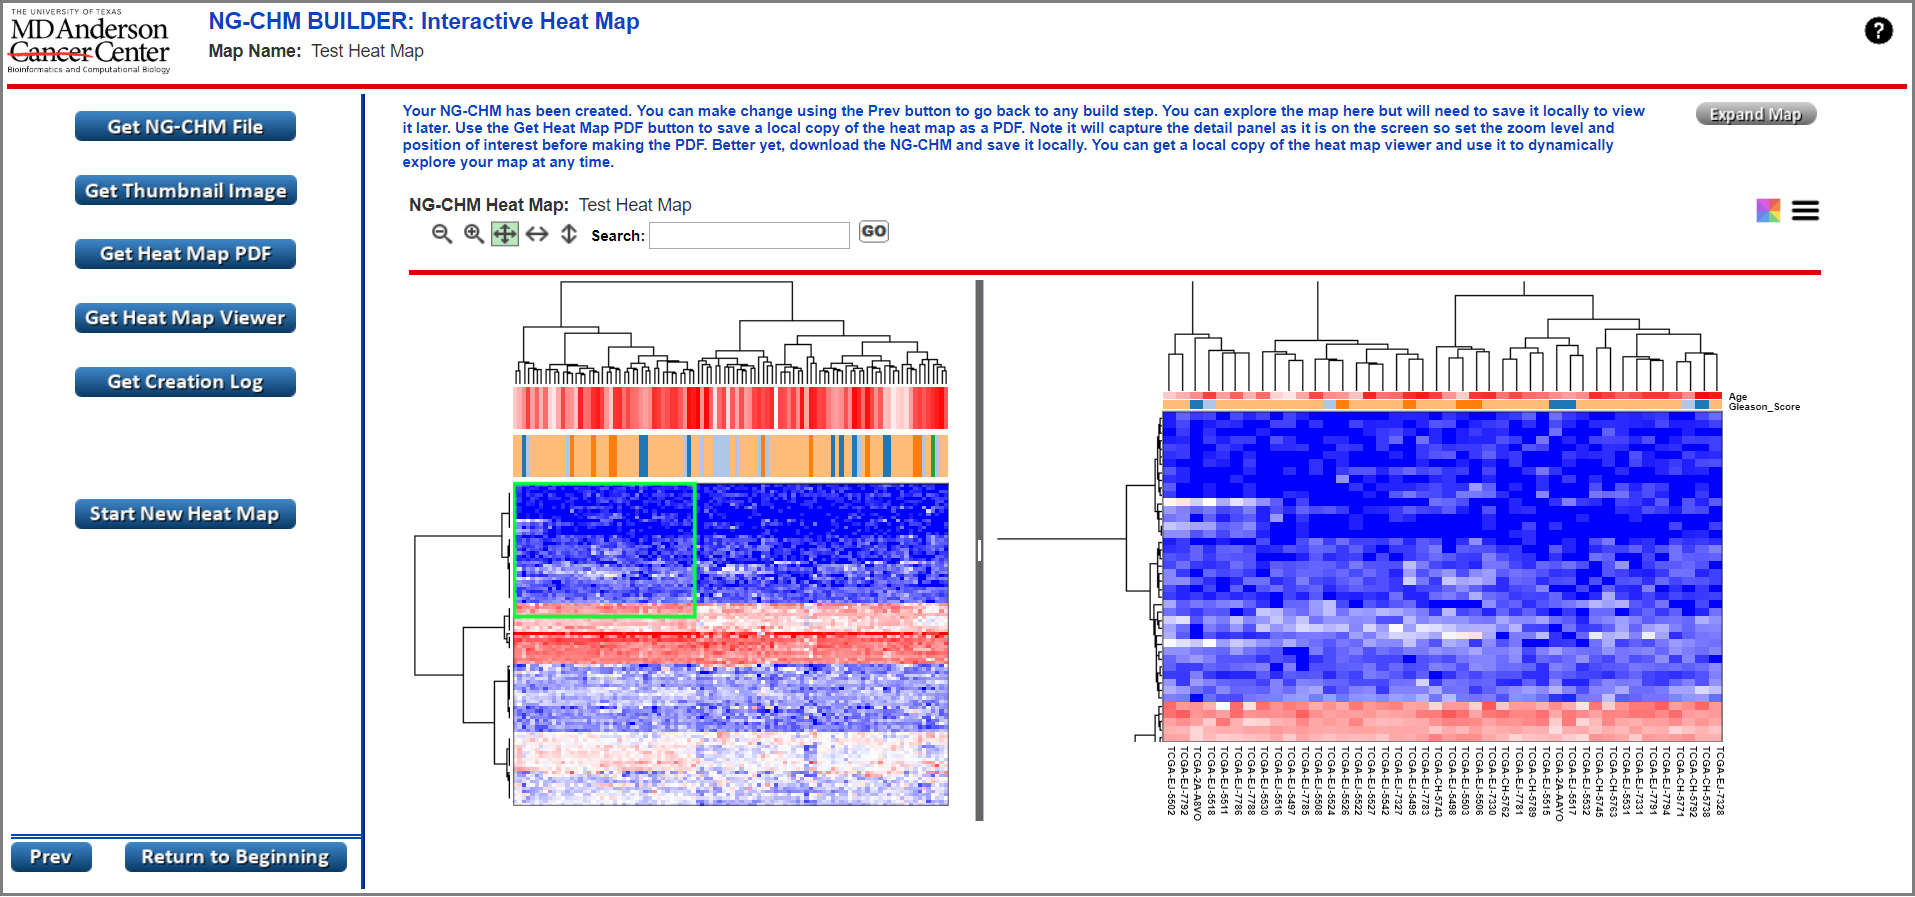 THE UNIVERSITY OF TEXAS
MD Anderson
Cancer Center
Bioinformatics and Computational Biology
NG-CHM BUILDER: Interactive Heat Map
Map Name: Test Heat Map
?
Get NG-CHM File
Get Thumbnail Image
Get Heat Map PDF
Get Heat Map Viewer
Get Creation Log
Start New Heat Map
Prev
Return to Beginning
Your NG-CHM has been created. You can make change using the Prev button to go back to any build step. You can explore the map here but will need to save it locally to view
it later. Use the Get Heat Map PDF button to save a local copy of the heat map as a PDF. Note it will capture the detail panel as it is on the screen so set the zoom level and
position of interest before making the PDF. Better yet, download the NG-CHM and save it locally. You can get a local copy of the heat map viewer and use it to dynamically
explore your map at any time.
Expand Map
NG-CHM Heat Map: Test Heat Map
Search:
GO
Age
Gleason_Score
TCGA-EJ-5502
TCGA-EJ-7792
TCGA-2A-A8VO
TCGA-EJ-5518
TCGA-EJ-5511
TCGA-EJ-7786
TCGA-EJ-7788
TCGA-EJ-5530
TCGA-EJ-5516
TCGA-EJ-5497
TCGA-EJ-7785
TCGA-EJ-5508
TCGA-EJ-5524
TCGA-EJ-5526
TCGA-EJ-5522
TCGA-EJ-5527
TCGA-EJ-5542
TCGA-EJ-7327
TCGA-EJ-5495
TCGA-EJ-7783
TCGA-CH-5743
TCGA-EJ-5498
TCGA-EJ-5503
TCGA-EJ-5506
TCGA-EJ-7330
TCGA-CH-5762
TCGA-EJ-7781
TCGA-CH-5789
TCGA-EJ-5515
TCGA-2A-AAYO
TCGA-EJ-5517
TCGA-EJ-5532
TCGA-CH-5745
TCGA-CH-5763
TCGA-EJ-5531
TCGA-EJ-7331
TCGA-EJ-7791
TCGA-EJ-7794
TCGA-CH-5771
TCGA-CH-5792
TCGA-CH-5738
TCGA-EJ-7328